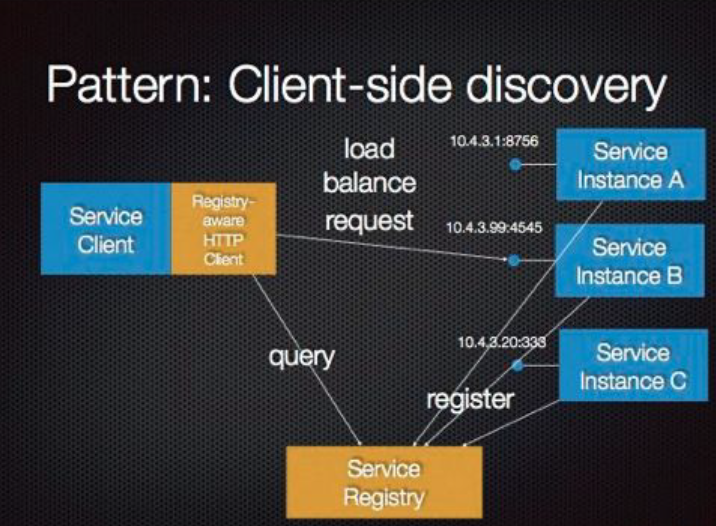 Pattern: Client-side discovery
load
balance
request
10.4.3.1:8756
Service
Instance A
Service
Client
Registry-
aware
HTTP
Client
10.4.3.99:4545
Service
Instance B
10.4.3.20:333
Service
Instance C
query
register
Service
Registry